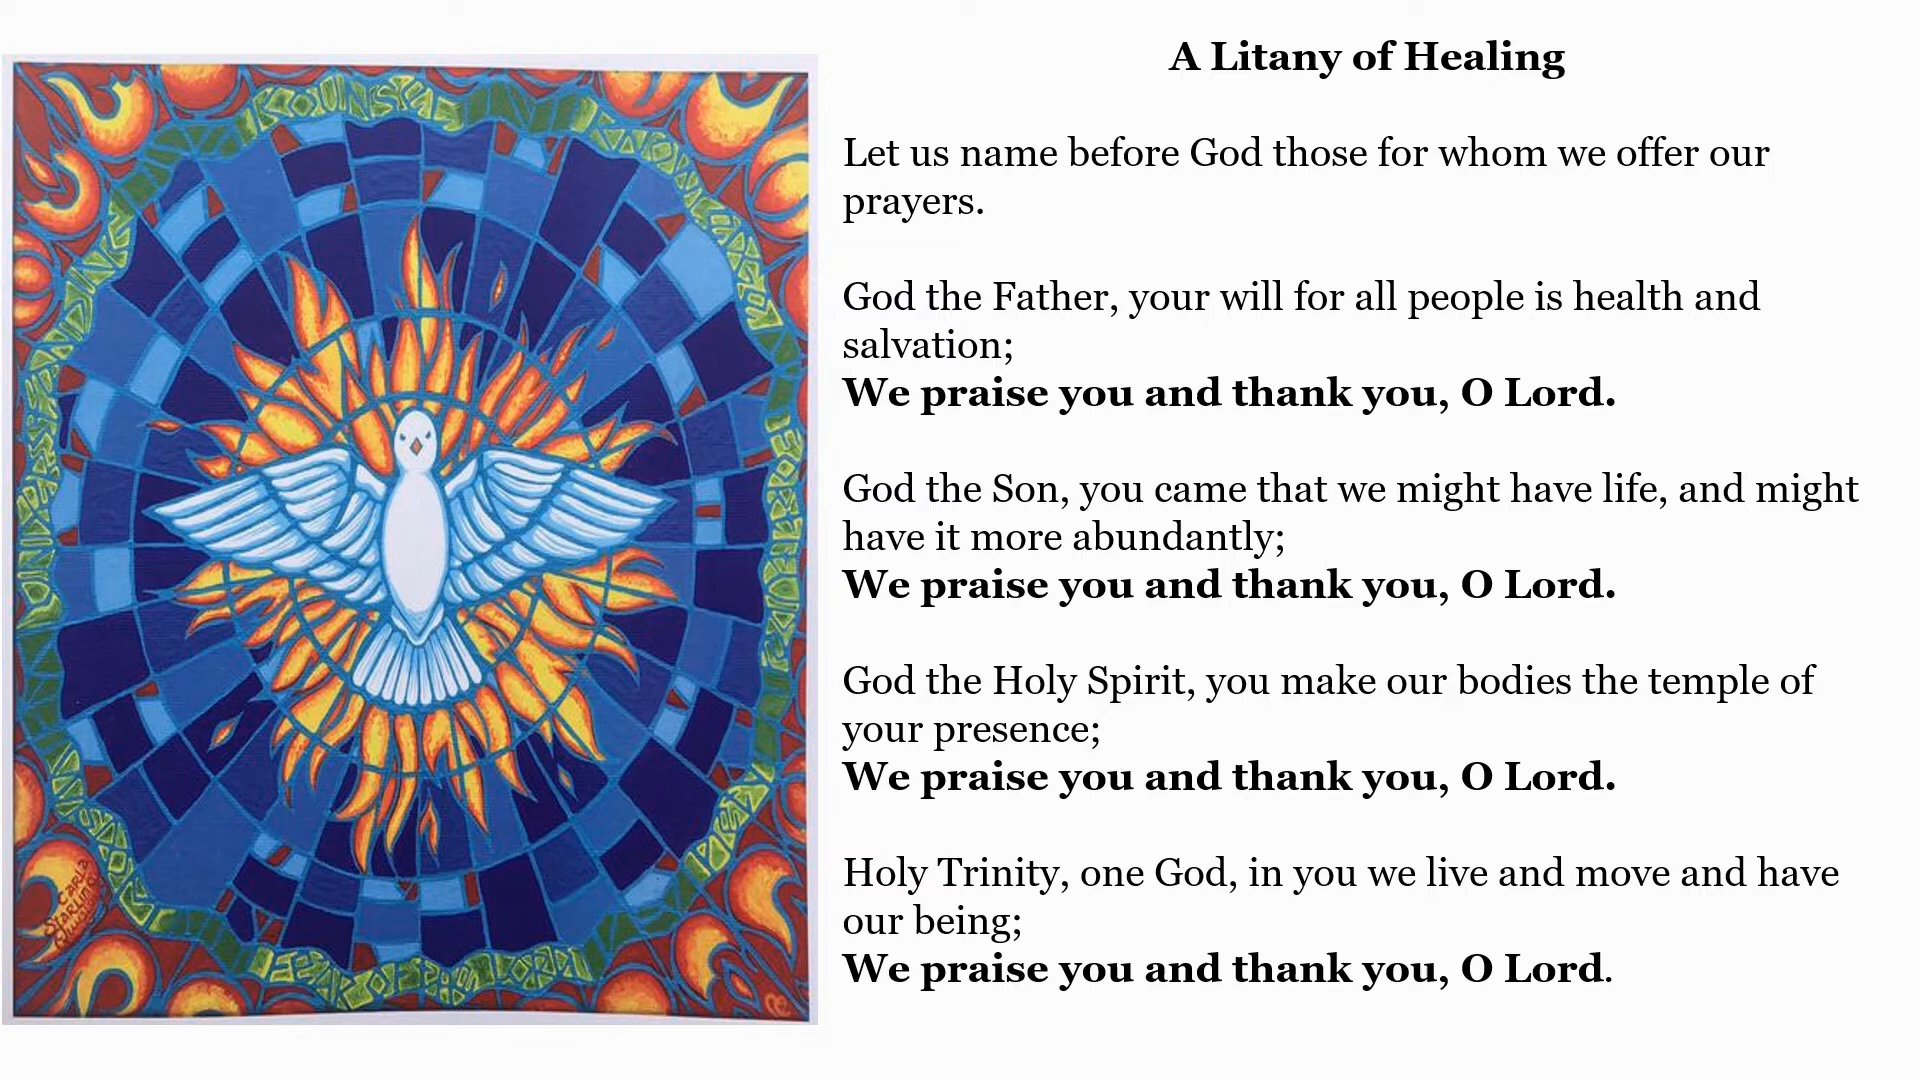 A Litany of Healing
Let us name before God those for whom we offer our
prayers.
God the Father, your will for all people is health and
salvation;
We praise you and thank you, O Lord.
God the Son, you came that we might have life, and might
have it more abundantly;
We praise you and thank you, O Lord.
God the Holy Spirit, you make our bodies the temple of
your presence;
We praise you and thank you, O Lord.
Holy Trinity, one God, in you we live and move and have
our being;
We praise you and thank you, O Lord.
FEAR OF THE LORD
KNOWLEDGE